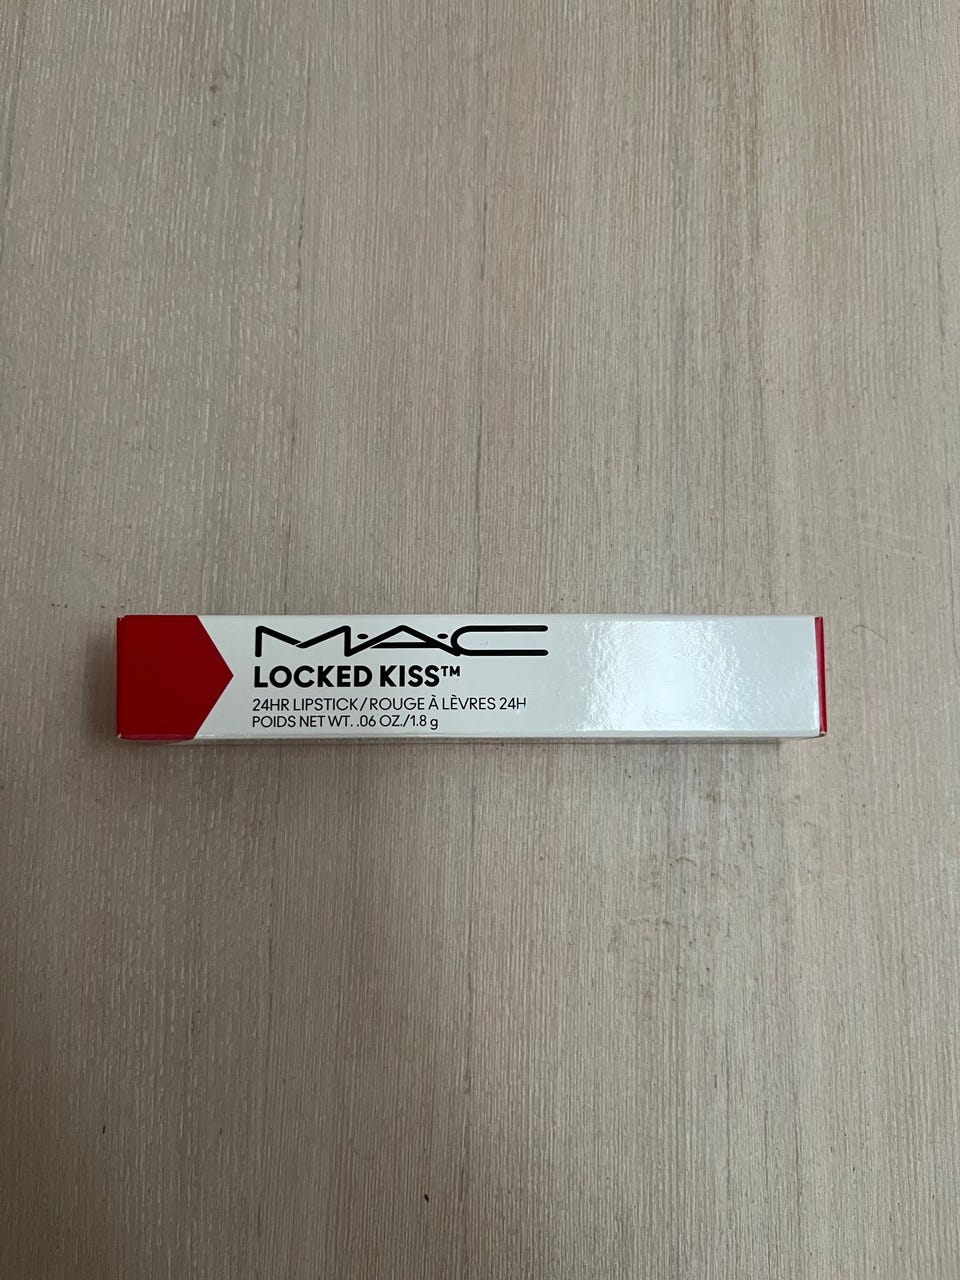 M·A·C
LOCKED KISS™
24HR LIPSTICK/ROUGE À LÈVRES 24H
POIDS NET WT. .06 OZ./1.8 g